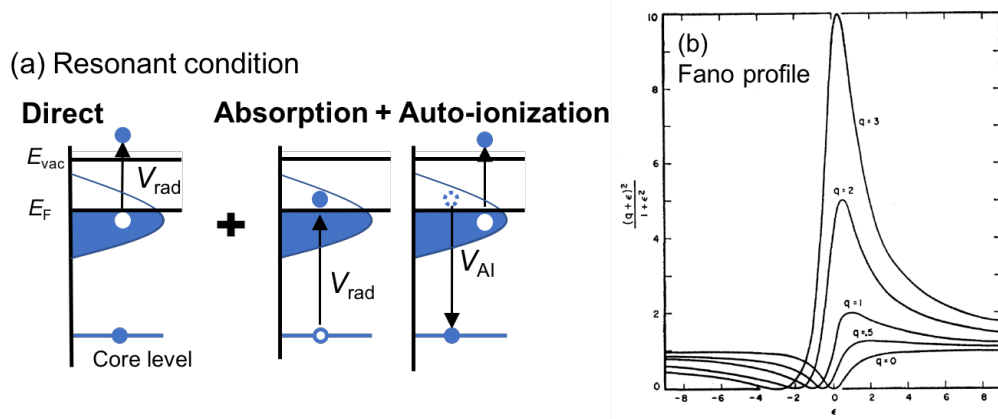 (a) Resonant condition
Direct
Absorption + Auto-ionization
E_vac
E_F
V_rad
+
V_rad
V_AI
Core level
(b)
Fano profile
10
8
6
4
2
0
(q + ε)²
1+ε²
q = 3
q = 2
q = 1
q = .5
q = 0
-8 -6 -4 -2 0 2 4 6 8
ε